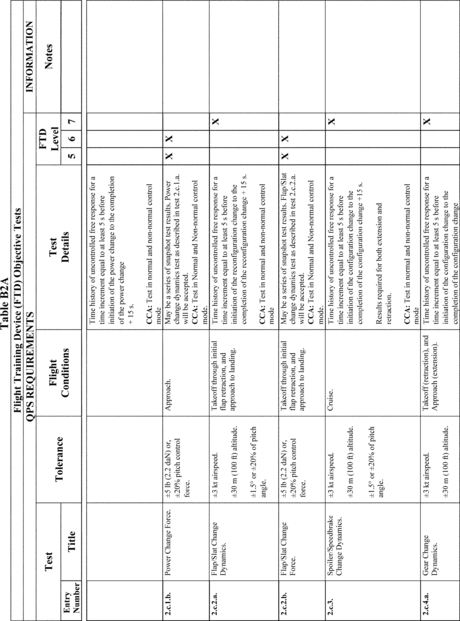 Table B2A
Flight Training Device (FTD) Objective Tests
QPS REQUIREMENTS
INFORMATION
Test
Tolerance
Flight
Conditions
Test
Details
FTD
Level
Notes
Entry
Number
Title
5
6
7
Time history of uncontrolled free response for a
time increment equal to at least 5 s before
initiation of the power change to the completion
of the power change
+ 15 s.
CCA: Test in normal and non-normal control
mode
2.c.1.b.
Power Change Force.
±5 lb (2.2 daN) or,
±20% pitch control
force.
Approach.
May be a series of snapshot test results. Power
change dynamics test as described in test 2.c.1.a.
will be accepted.
CCA: Test in Normal and Non-normal control
mode.
X
X
2.c.2.a.
Flap/Slat Change
Dynamics.
±3 kt airspeed.
±30 m (100 ft) altitude.
±1.5° or ±20% of pitch
angle.
Takeoff through initial
flap retraction, and
approach to landing.
Time history of uncontrolled free response for a
time increment equal to at least 5 s before
initiation of the reconfiguration change to the
completion of the reconfiguration change + 15 s.
CCA: Test in normal and non-normal control
mode
X
2.c.2.b.
Flap/Slat Change
Force.
±5 lb (2.2 daN) or,
±20% pitch control
force.
Takeoff through initial
flap retraction, and
approach to landing.
May be a series of snapshot test results. Flap/Slat
change dynamics test as described in test 2.c.2.a.
will be accepted.
CCA: Test in Normal and Non-normal control
mode.
X
X
2.c.3.
Spoiler/Speedbrake
Change Dynamics.
±3 kt airspeed.
±30 m (100 ft) altitude.
±1.5° or ±20% of pitch
angle.
Cruise.
Time history of uncontrolled free response for a
time increment equal to at least 5 s before
initiation of the configuration change to the
completion of the configuration change +15 s.
Results required for both extension and
retraction.
CCA: Test in normal and non-normal control
mode
X
2.c.4.a.
Gear Change
Dynamics.
±3 kt airspeed.
±30 m (100 ft) altitude.
Takeoff (retraction), and
Approach (extension).
Time history of uncontrolled free response for a
time increment equal to at least 5 s before
initiation of the configuration change to the
completion of the configuration change
X